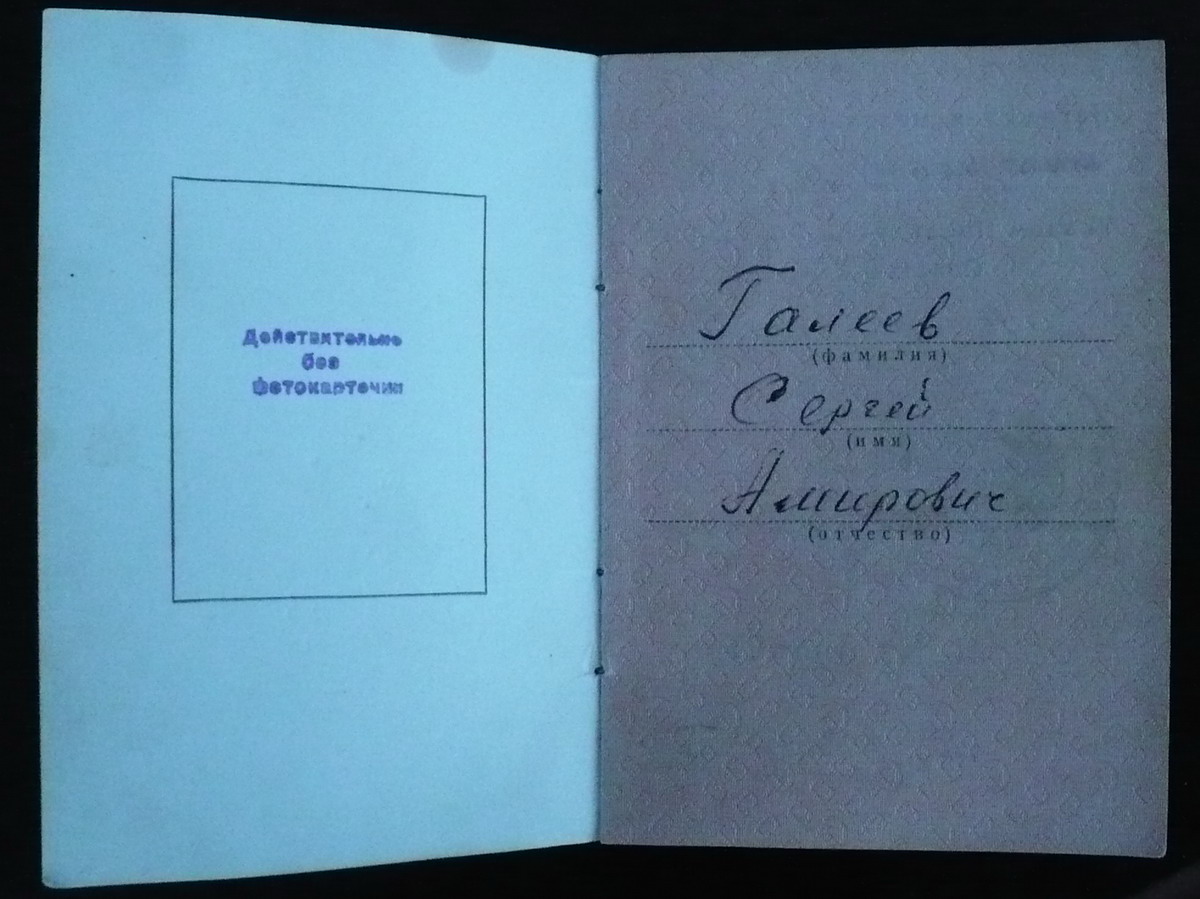 Действительно
без
фотокарточки
Галеев
(фамилия)
Сергей
(имя)
Амирович
(отчество)